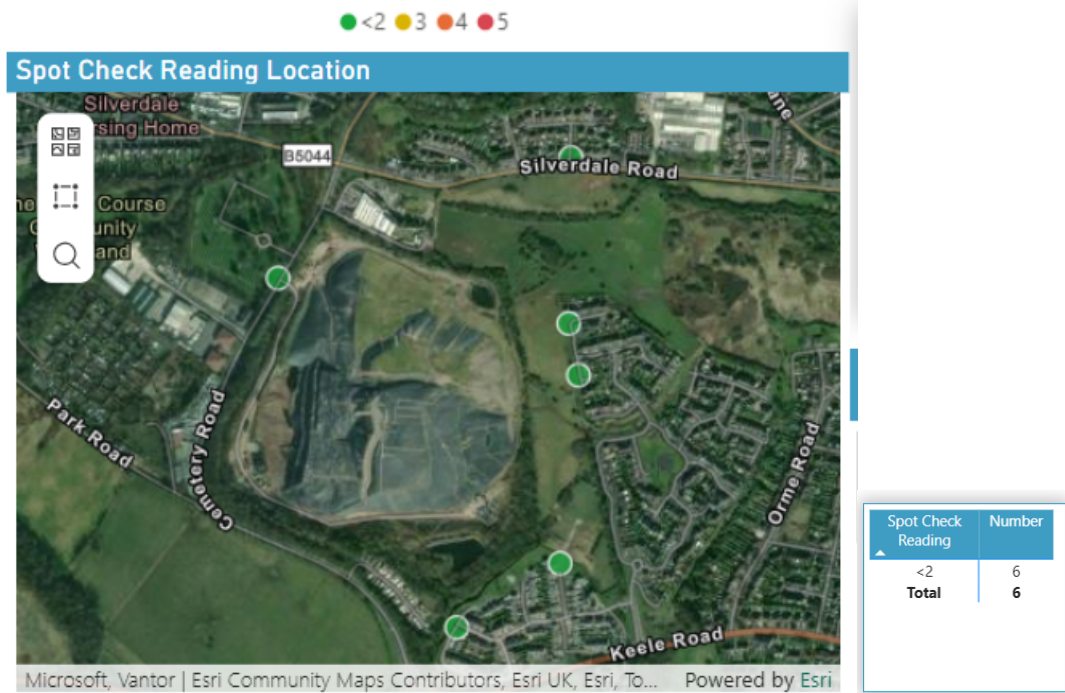 <2 3 4 5
Spot Check Reading Location
Silverdale
rsing Home
B5044
Silverdale Road
ane
Course
unity
and
Park Road
Cemetery Road
Orme Road
Keele Road
Microsoft, Vantor | Esri Community Maps Contributors, Esri UK, Esri, To... Powered by Esri
Spot Check Reading Number
<2 6
Total 6